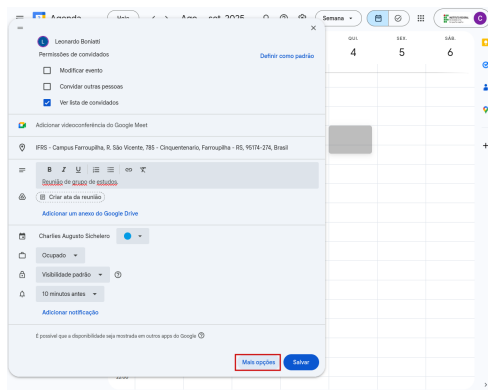 Agenda Hoje Ago. – set. 2025 Semana
Leonardo Boniatti
Permissões de convidados Definir como padrão
Modificar evento
Convidar outras pessoas
Ver lista de convidados
Adicionar videoconferência do Google Meet
IFRS - Campus Farroupilha, R. São Vicente, 785 - Cinquentenario, Farroupilha - RS, 95174-274, Brasil
B I U
Reunião de grupo de estudos.
Criar ata da reunião
Adicionar um anexo do Google Drive
Charlies Augusto Sichelero
Ocupado
Visibilidade padrão
10 minutos antes
Adicionar notificação
É possível que a disponibilidade seja mostrada em outros apps do Google
Mais opções Salvar
QUI. SEX. SÁB.
4 5 6
C